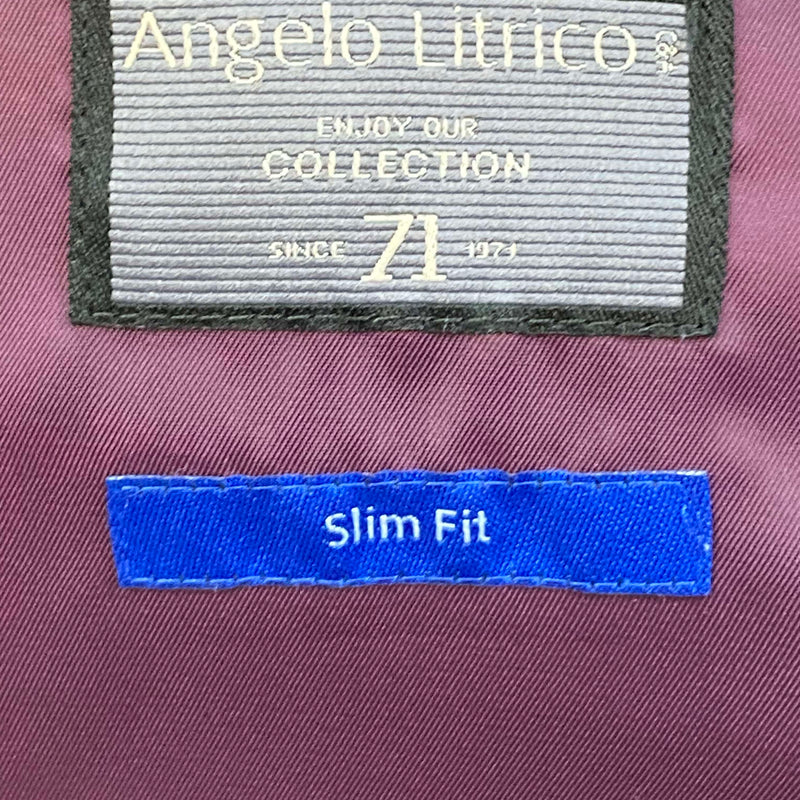 Angelo Litrico
C&A
ENJOY OUR
COLLECTION
SINCE 71 1971
Slim Fit